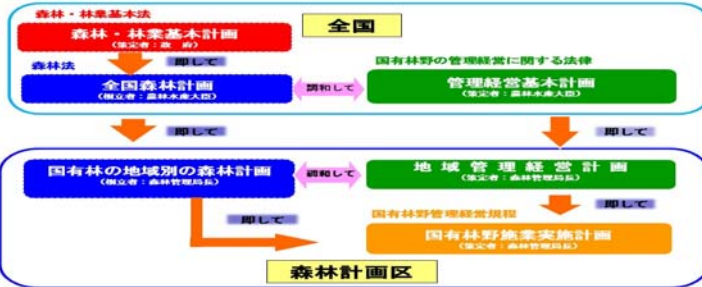 森林・林業基本法
全国
森林・林業基本計画
(策定者：政　府)
即して
森林法
国有林野の管理経営に関する法律
全国森林計画
(樹立者：農林水産大臣)
調和して
管理経営基本計画
(策定者：農林水産大臣)
即して
即して
国有林の地域別の森林計画
(樹立者：森林管理局長)
調和して
地域管理経営計画
(策定者：森林管理局長)
即して
即して
国有林野管理経営規程
国有林野施業実施計画
(策定者：森林管理局長)
森林計画区